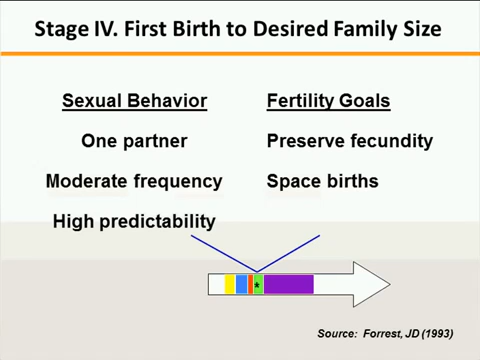 Stage IV. First Birth to Desired Family Size
Sexual Behavior
One partner
Moderate frequency
High predictability
Fertility Goals
Preserve fecundity
Space births
*
Source: Forrest, JD (1993)